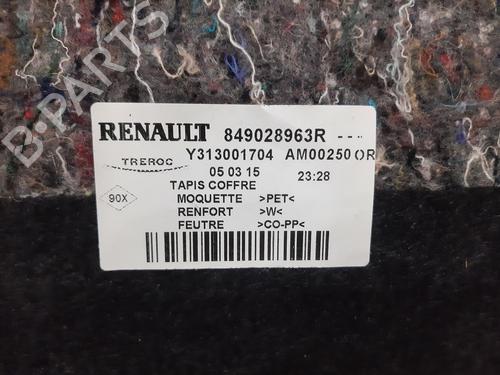 B-PARTS
RENAULT 849028963R ---
TREROC Y313001704 AM00250 OR
05 03 15 23:28
TAPIS COFFRE
90X MOQUETTE >PET<
RENFORT >W<
FEUTRE >CO-PP<